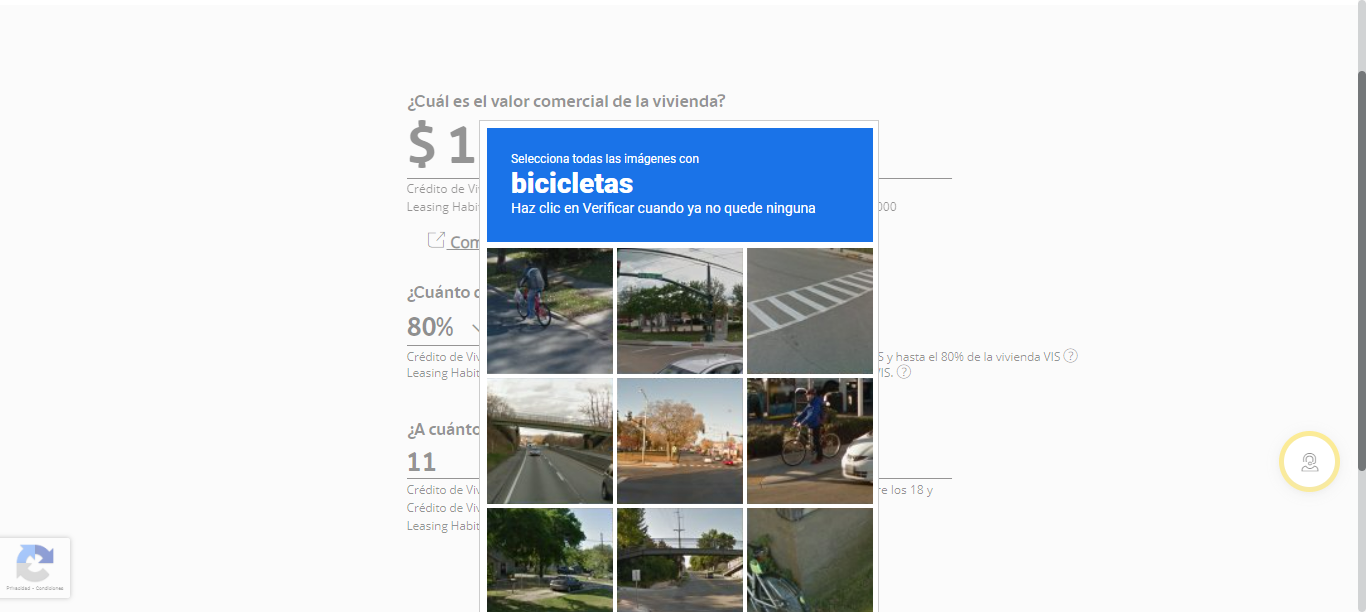 ¿Cuál es el valor comercial de la vivienda?
$ 1
Selecciona todas las imágenes con
bicicletas
Haz clic en Verificar cuando ya no quede ninguna
Crédito de Vi
Leasing Habi
000
Com
¿Cuánto
80%
Crédito de Viv
S y hasta el 80% de la vivienda VIS ?
Leasing Habit
VIS. ?
¿A cuánto
11
Crédito de Viv
re los 18 y
Crédito de Viv
Leasing Habit
Privacidad - Condiciones